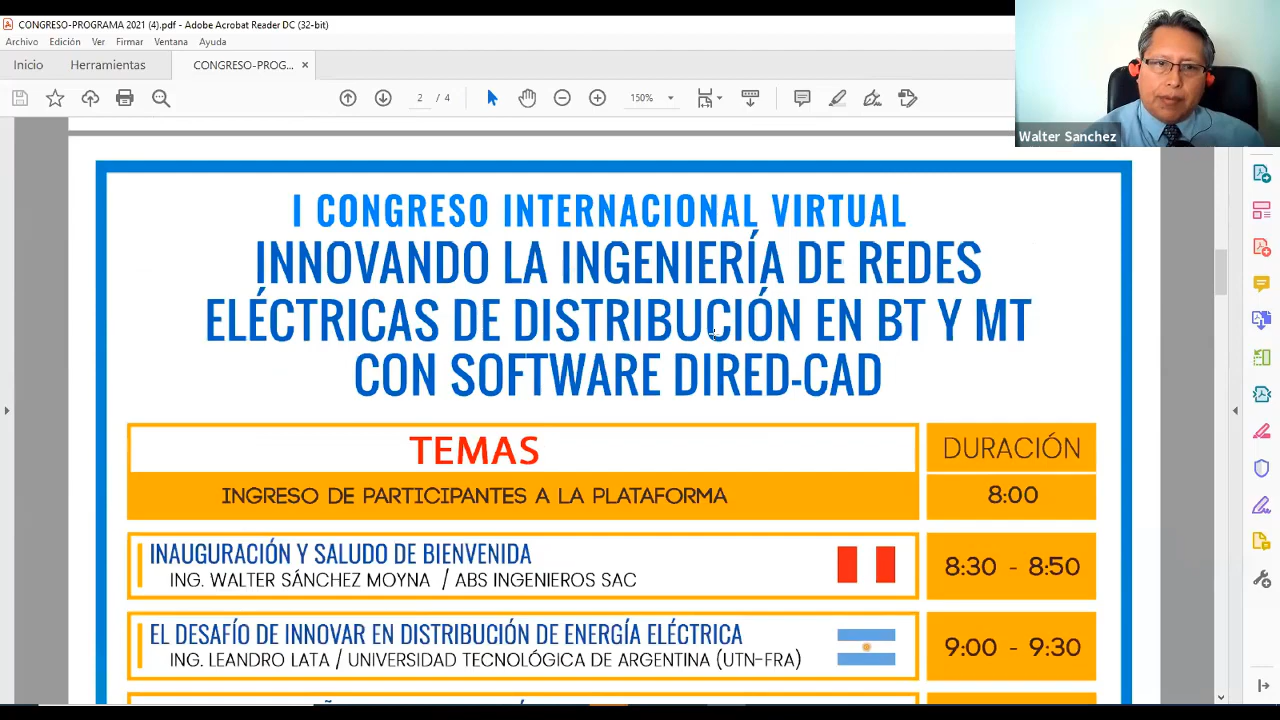 CONGRESO-PROGRAMA 2021 (4).pdf - Adobe Acrobat Reader DC (32-bit)
Archivo Edición Ver Firmar Ventana Ayuda
Inicio Herramientas CONGRESO-PROG... ×
2 / 4 150%
Walter Sanchez
I CONGRESO INTERNACIONAL VIRTUAL
INNOVANDO LA INGENIERÍA DE REDES
ELÉCTRICAS DE DISTRIBUCIÓN EN BT Y MT
CON SOFTWARE DIRED-CAD
TEMAS DURACIÓN
INGRESO DE PARTICIPANTES A LA PLATAFORMA 8:00
INAUGURACIÓN Y SALUDO DE BIENVENIDA
ING. WALTER SÁNCHEZ MOYNA / ABS INGENIEROS SAC
8:30 - 8:50
EL DESAFÍO DE INNOVAR EN DISTRIBUCIÓN DE ENERGÍA ELÉCTRICA
ING. LEANDRO LATA / UNIVERSIDAD TECNOLÓGICA DE ARGENTINA (UTN-FRA)
9:00 - 9:30